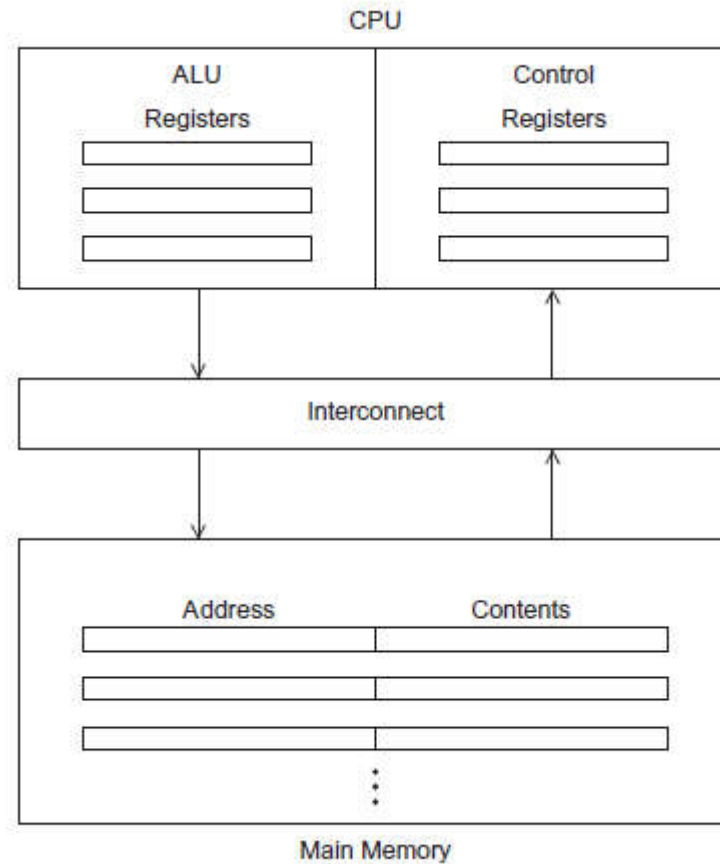 CPU
ALU
Control
Registers
Registers
Interconnect
Address
Contents
Main Memory